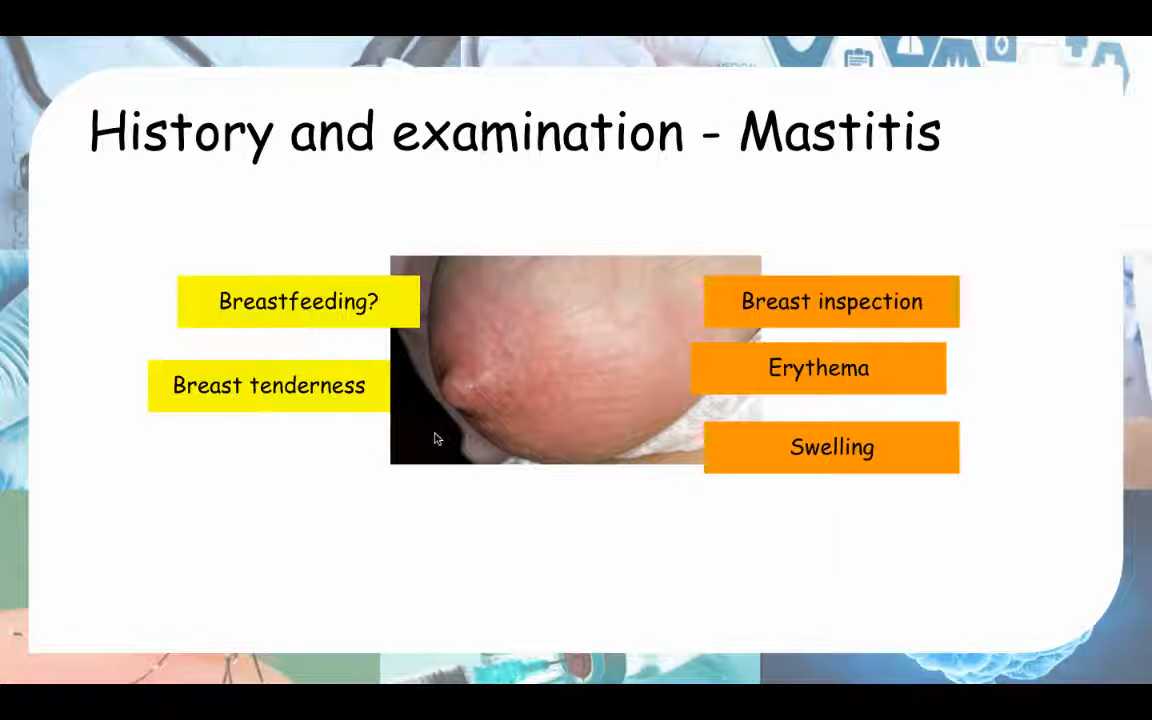 History and examination - Mastitis
Breastfeeding?
Breast tenderness
Breast inspection
Erythema
Swelling